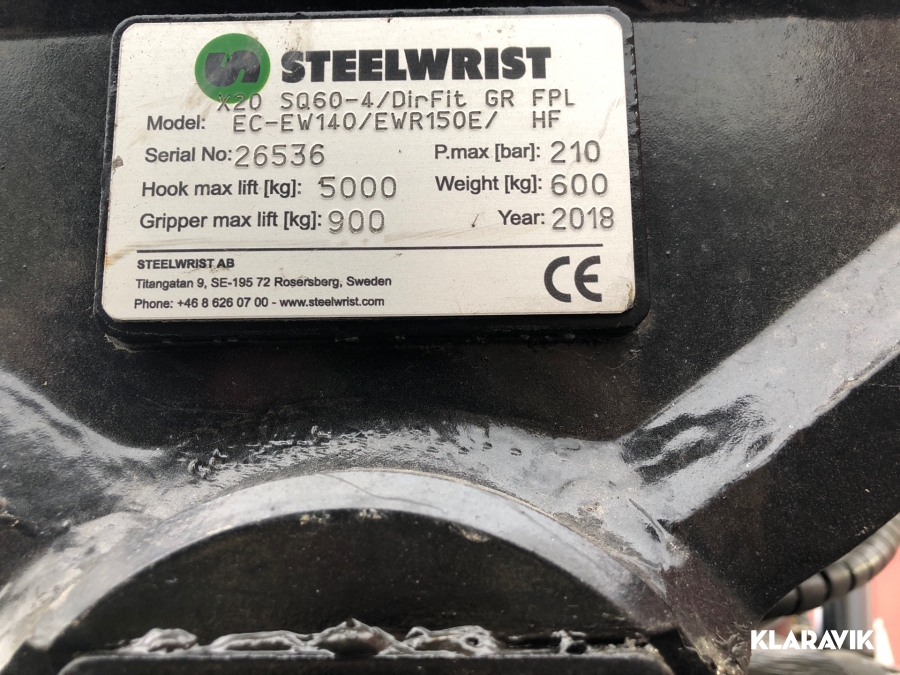 STEELWRIST
X20 SQ60-4/DirFit GR FPL
Model: EC-EW140/EWR150E/ HF
Serial No: 26536 P.max [bar]: 210
Hook max lift [kg]: 5000 Weight [kg]: 600
Gripper max lift [kg]: 900 Year: 2018
STEELWRIST AB
Titangatan 9, SE-195 72 Rosersberg, Sweden
Phone: +46 8 626 07 00 - www.steelwrist.com
CE
KLARAVIK